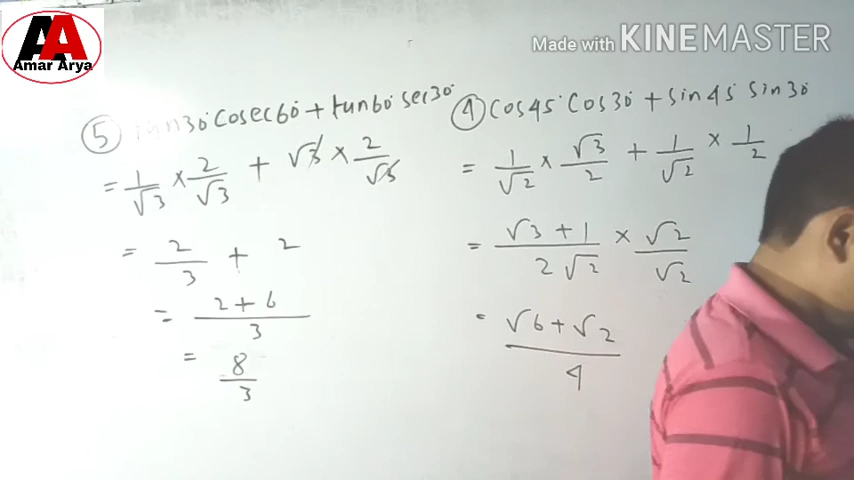 AA
Amar Arya
Made with KINEMASTER
⑤ tan30° cosec60° + tan60° sec30°
= 1/√3 × 2/√3 + √3 × 2/√3
= 2/3 + 2
= 2+6/3
= 8/3
④ cos45° cos30 + sin45° sin30
= 1/√2 × √3/2 + 1/√2 × 1/2
= √3+1/2√2 × √2/√2
= √6+√2/4